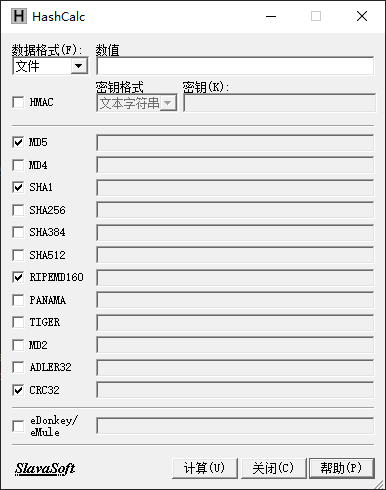 HashCalc
数据格式(F): 数值
文件
密钥格式 密钥(K):
HMAC 文本字符串
MD5
MD4
SHA1
SHA256
SHA384
SHA512
RIPEMD160
PANAMA
TIGER
MD2
ADLER32
CRC32
eDonkey/
eMule
SlavaSoft 计算(U) 关闭(C) 帮助(P)